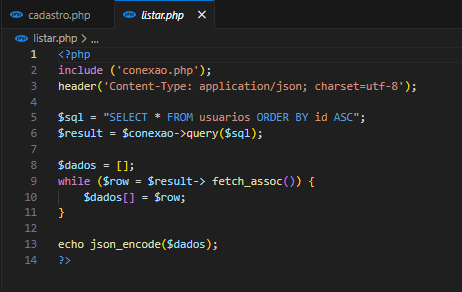 cadastro.php listar.php ×
listar.php > ...
1 <?php
2 include ('conexao.php');
3 header('Content-Type: application/json; charset=utf-8');
4
5 $sql = "SELECT * FROM usuarios ORDER BY id ASC";
6 $result = $conexao->query($sql);
7
8 $dados = [];
9 while ($row = $result-> fetch_assoc()) {
10     $dados[] = $row;
11 }
12
13 echo json_encode($dados);
14 ?>